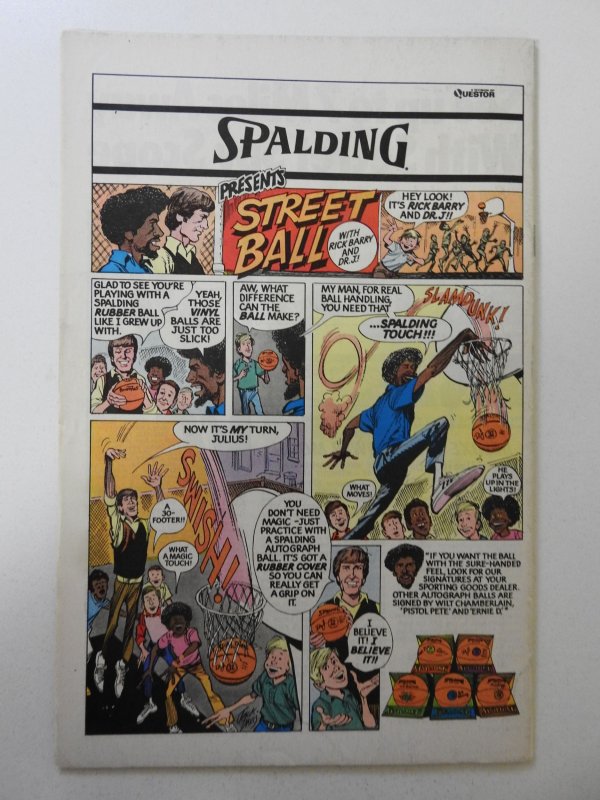 QUESTOR
SPALDING
PRESENTS
STREET
BALL
WITH
RICK BARRY
AND
DR.J!
HEY LOOK!
IT'S RICK BARRY
AND DR.J!!
GLAD TO SEE YOU'RE
PLAYING WITH A
SPALDING
RUBBER BALL
LIKE I GREW UP
WITH.
YEAH,
THOSE
VINYL
BALLS ARE
JUST TOO
SLICK!
AW, WHAT
DIFFERENCE
CAN THE
BALL MAKE?
MY MAN, FOR REAL
BALL HANDLING,
YOU NEED THAT
...SPALDING
TOUCH!!!
SLAMDUNK!
WHAT
MOVES!
HE
PLAYS
UP IN THE
LIGHTS!
NOW IT'S MY TURN,
JULIUS!
A
30-
FOOTER!!
WHAT
A MAGIC
TOUCH!
SWISH!
YOU
DON'T NEED
MAGIC-JUST
PRACTICE WITH
A SPALDING
AUTOGRAPH
BALL. IT'S GOT A
RUBBER COVER
SO YOU CAN
REALLY GET
A GRIP ON
IT.
I
BELIEVE
IT! I
BELIEVE
IT!!
"IF YOU WANT THE BALL
WITH THE SURE-HANDED
FEEL, LOOK FOR OUR
SIGNATURES AT YOUR
SPORTING GOODS DEALER.
OTHER AUTOGRAPH BALLS ARE
SIGNED BY WILT CHAMBERLAIN,
'PISTOL PETE' AND 'ERNIE D.'"